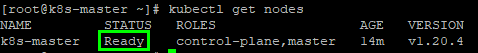 [root@k8s-master ~]# kubectl get nodes
NAME STATUS ROLES AGE VERSION
k8s-master Ready control-plane,master 14m v1.20.4